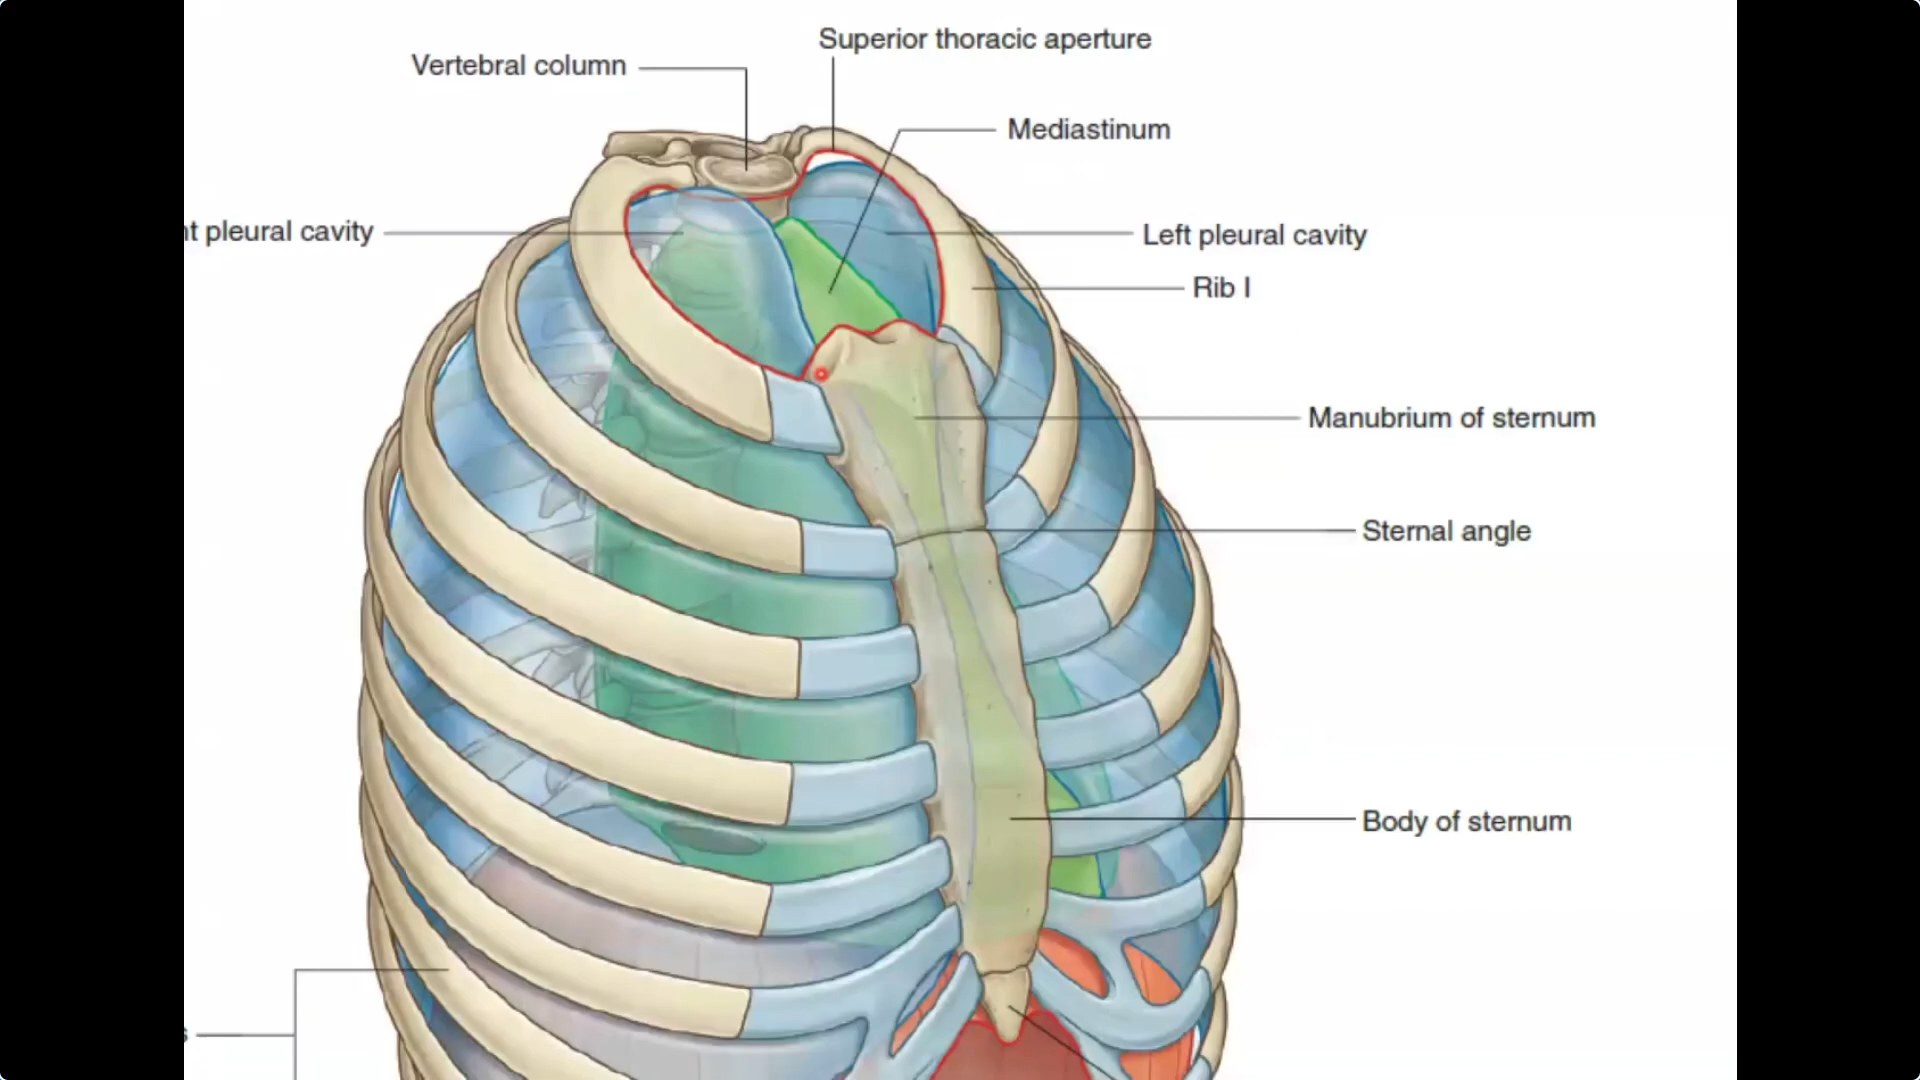 Superior thoracic aperture
Vertebral column
Mediastinum
pleural cavity
Left pleural cavity
Rib I
Manubrium of sternum
Sternal angle
Body of sternum